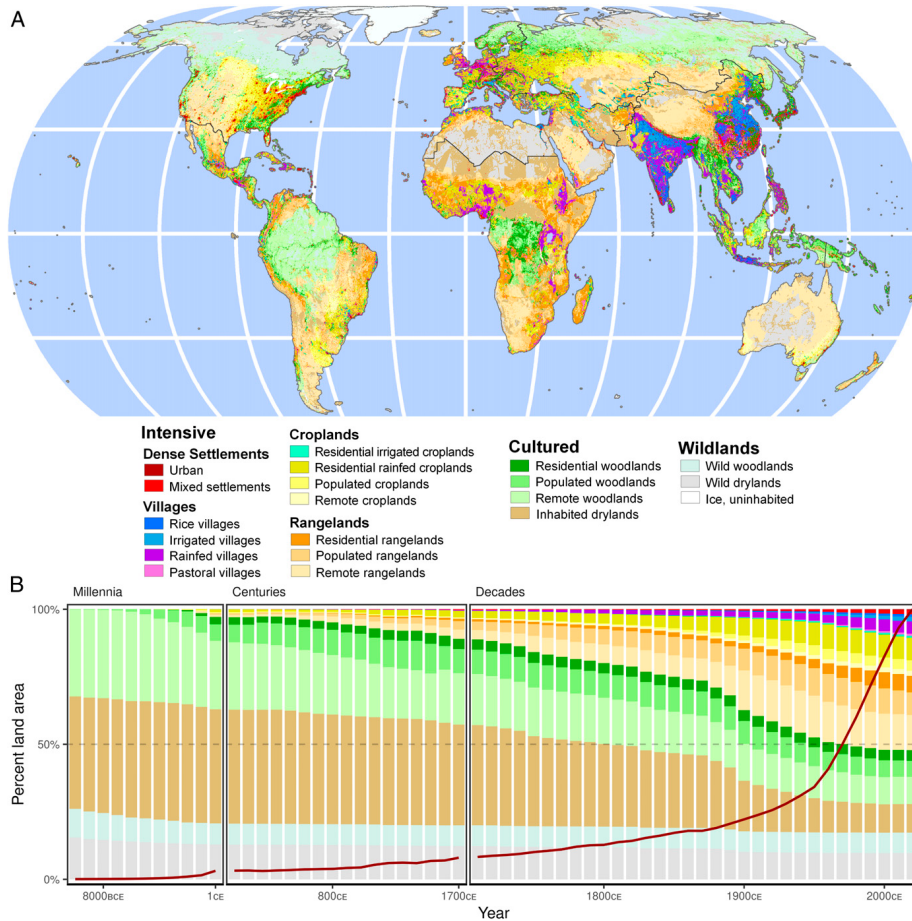 A
Intensive
Dense Settlements
Urban
Mixed settlements
Villages
Rice villages
Irrigated villages
Rainfed villages
Pastoral villages
Croplands
Residential irrigated croplands
Residential rainfed croplands
Populated croplands
Remote croplands
Rangelands
Residential rangelands
Populated rangelands
Remote rangelands
Cultured
Residential woodlands
Populated woodlands
Remote woodlands
Inhabited drylands
Wildlands
Wild woodlands
Wild drylands
Ice, uninhabited
B
Millennia
Centuries
Decades
Percent land area
100%
50%
0%
8000BCE
1CE
800CE
1700CE
1800CE
1900CE
2000CE
Year